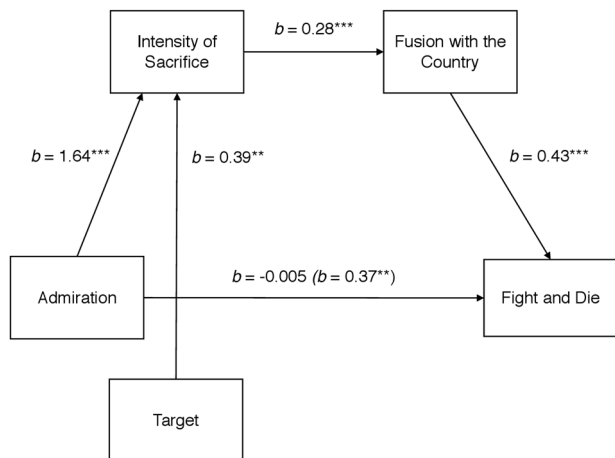 Intensity of
Sacrifice
b = 0.28***
Fusion with the
Country
b = 1.64***
b = 0.39**
b = 0.43***
Admiration
b = -0.005 (b = 0.37**)
Fight and Die
Target